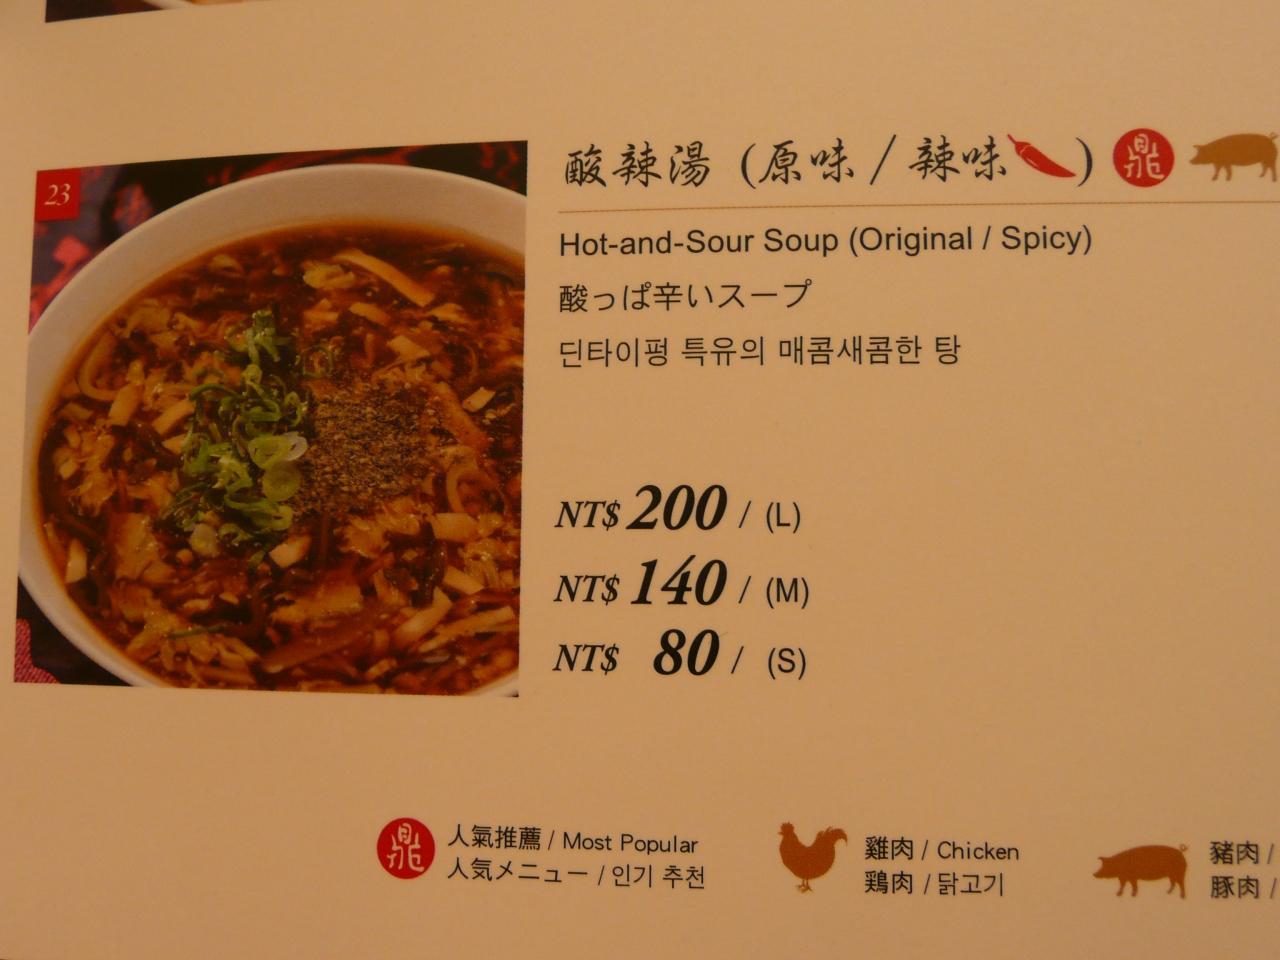 23
酸辣湯 (原味 / 辣味) 鼎
Hot-and-Sour Soup (Original / Spicy)
酸っぱ辛いスープ
딘타이펑 특유의 매콤새콤한 탕
NT$ 200 / (L)
NT$ 140 / (M)
NT$ 80 / (S)
鼎 人氣推薦 / Most Popular
人気メニュー / 인기 추천
雞肉 / Chicken
鶏肉 / 닭고기
豬肉 /
豚肉 /